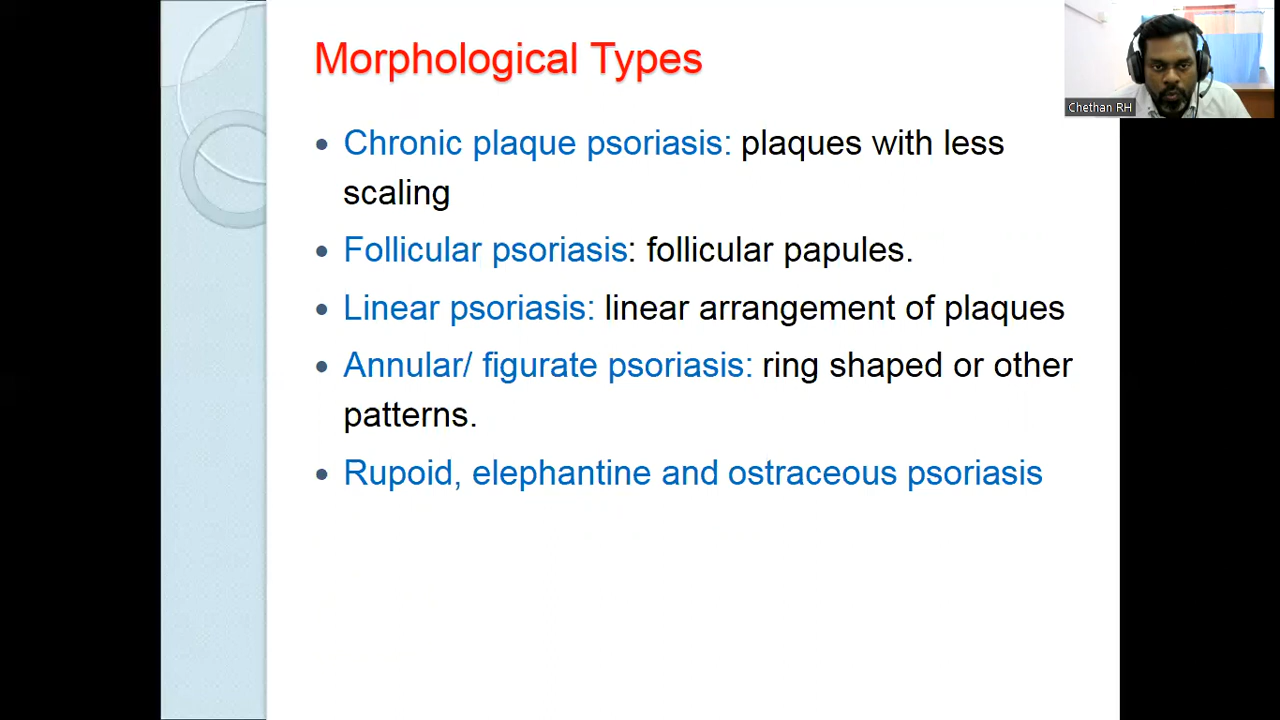 Morphological Types
Chethan RH
• Chronic plaque psoriasis: plaques with less
scaling
• Follicular psoriasis: follicular papules.
• Linear psoriasis: linear arrangement of plaques
• Annular/ figurate psoriasis: ring shaped or other
patterns.
• Rupoid, elephantine and ostraceous psoriasis